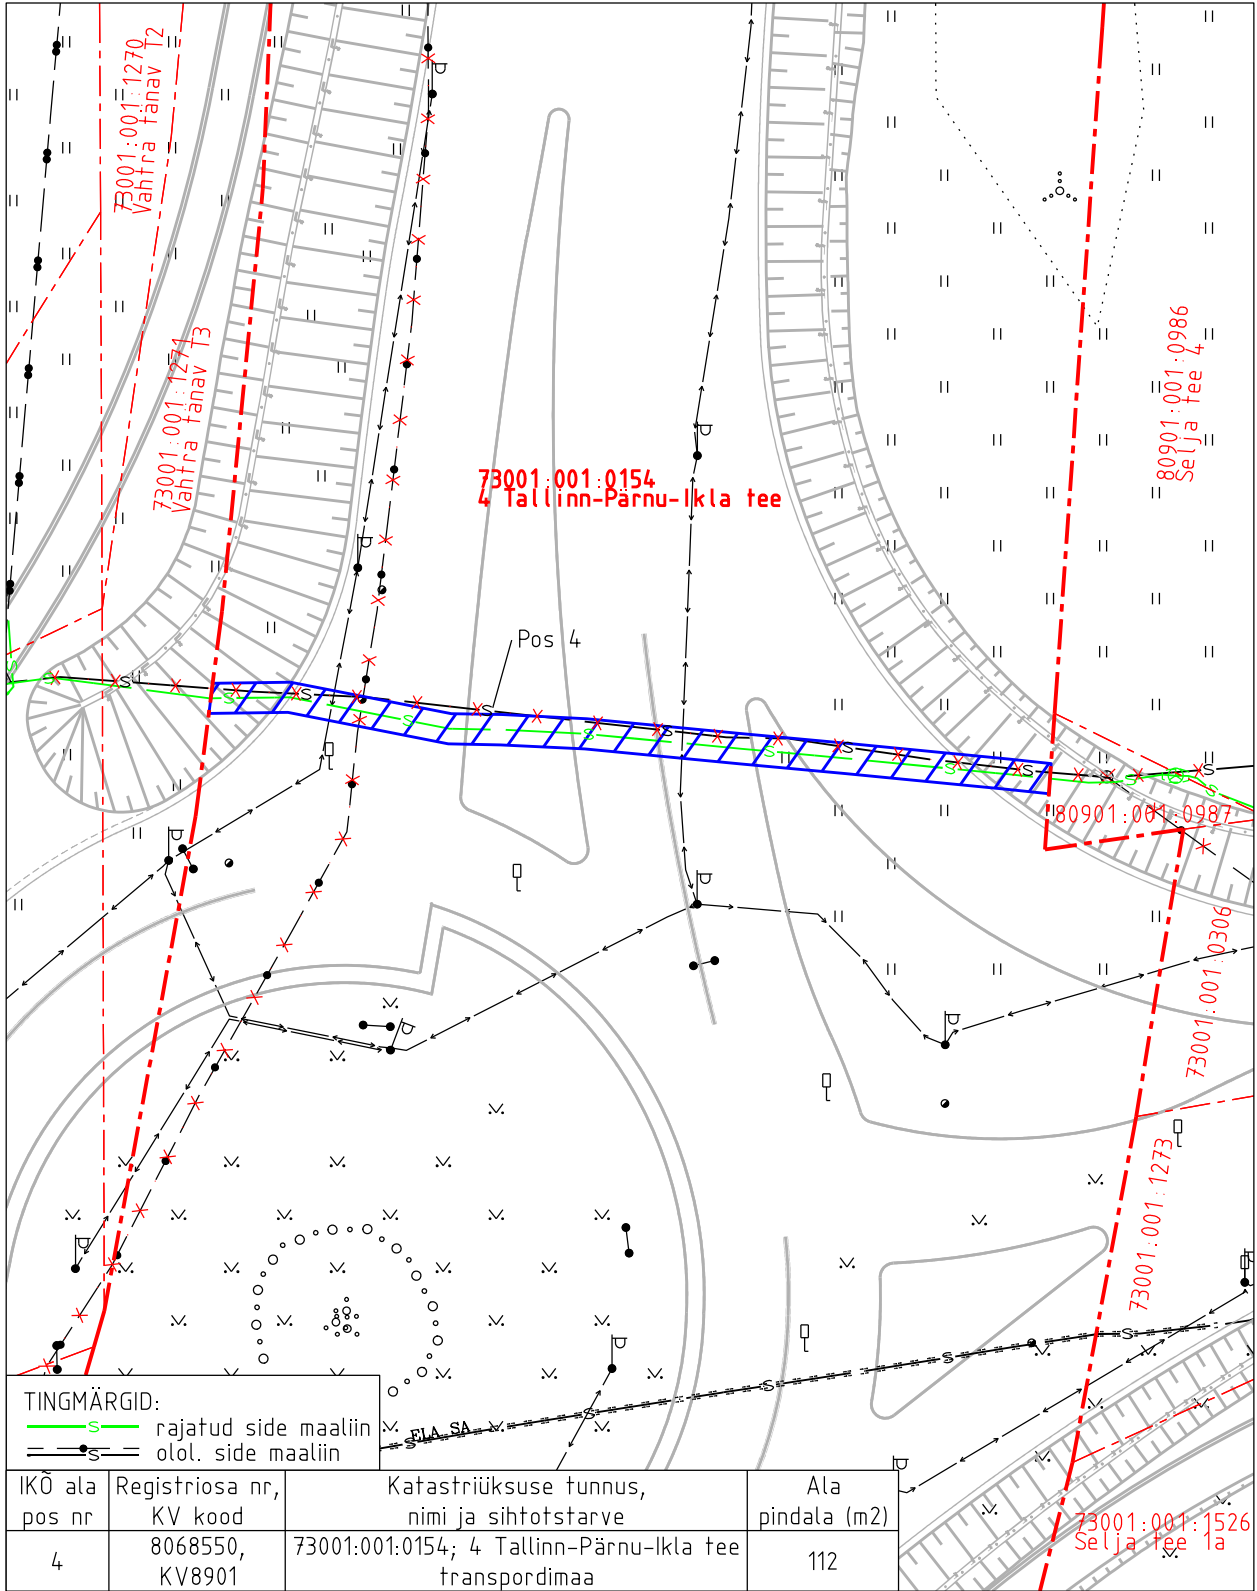 73001:001:1270
Vahtra tänav T2
73001:001:1271
Vahtra tänav T3
73001:001:0154
4 Tallinn-Pärnu-Ikla tee
80901:001:0986
Selja tee 4
Pos 4
80901:001:0987
73001:001:0306
73001:001:1273
ELA SA
73001:001:1526
Selja tee 1a
TINGMÄRGID:
S rajatud side maaliin
S olol. side maaliin
IKÕ ala pos nr
Registriosa nr, KV kood
Katastriüksuse tunnus, nimi ja sihtotstarve
Ala pindala (m2)
4
8068550, KV8901
73001:001:0154; 4 Tallinn-Pärnu-Ikla tee transpordimaa
112